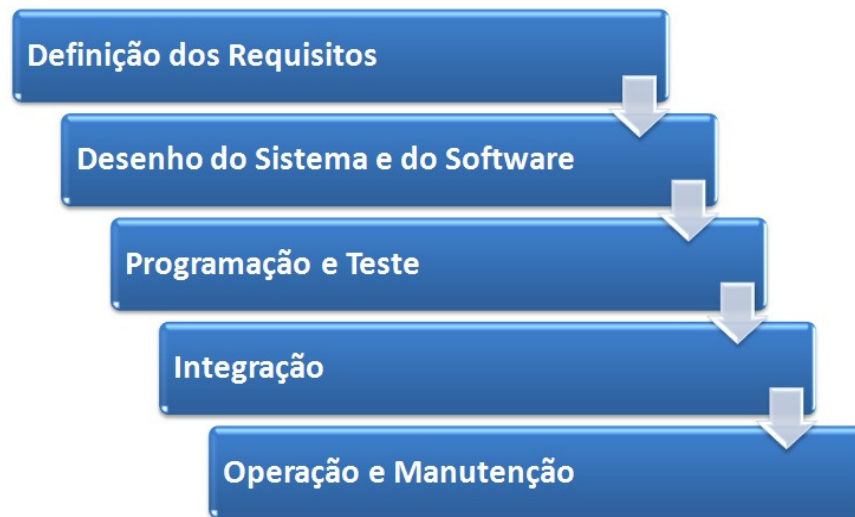 Definição dos Requisitos
Desenho do Sistema e do Software
Programação e Teste
Integração
Operação e Manutenção